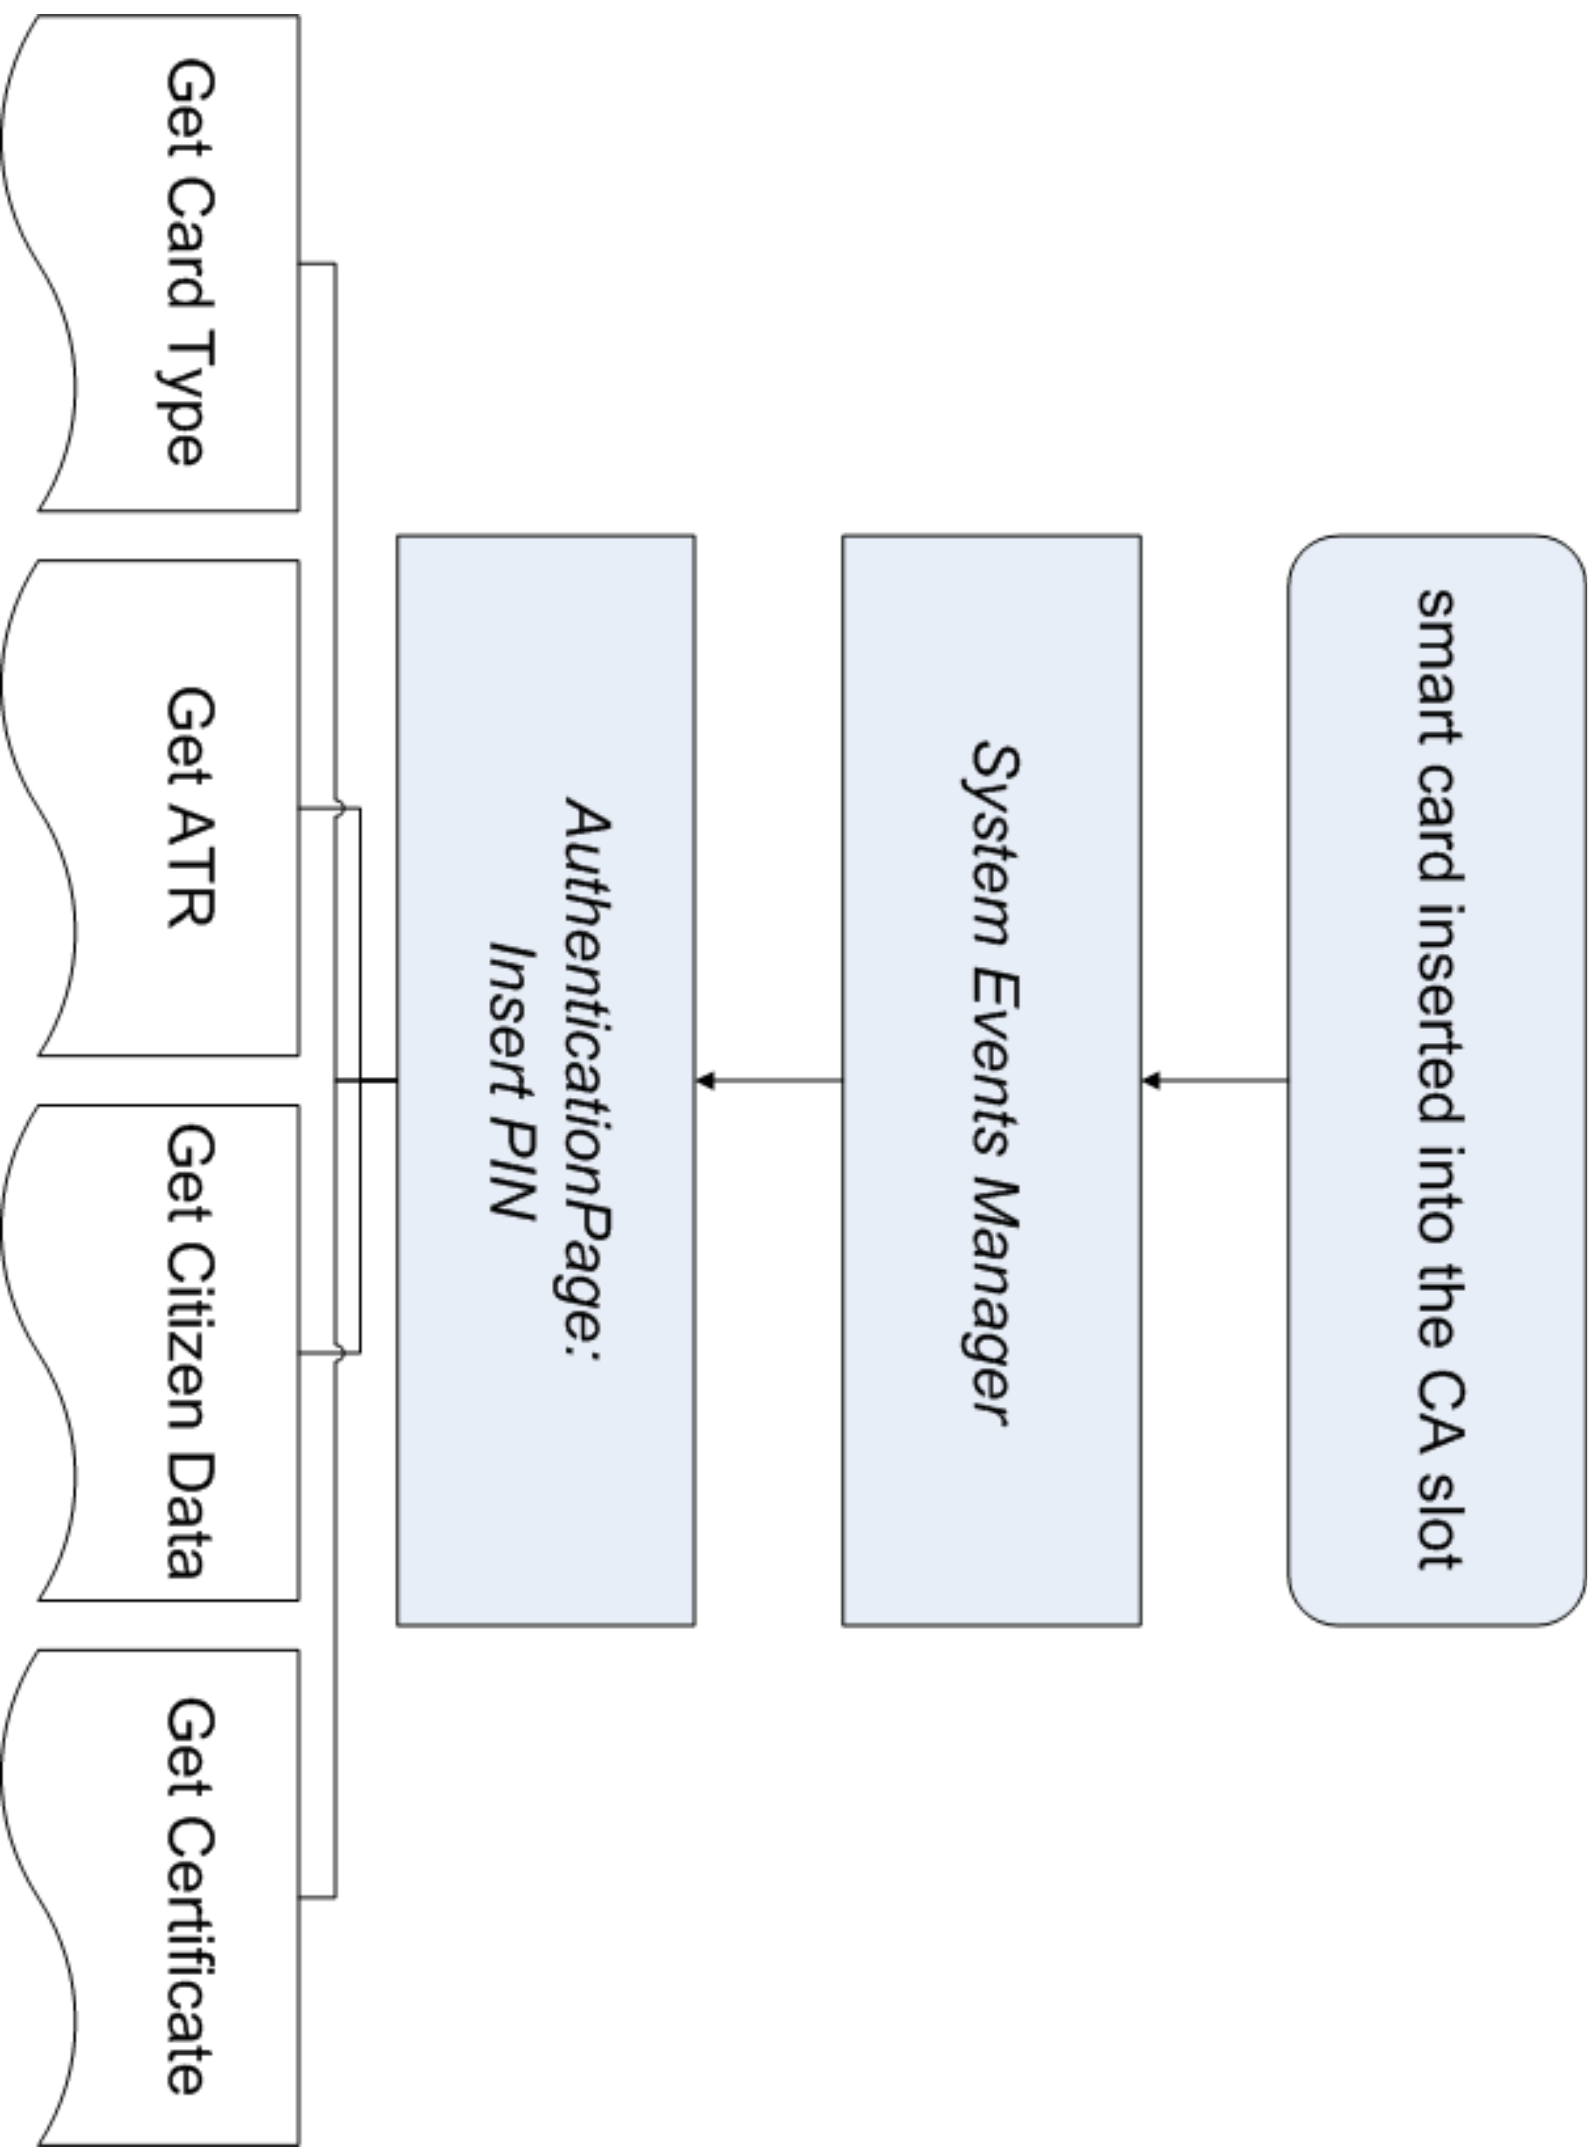 smart card inserted into the CA slot
System Events Manager
AuthenticationPage:
Insert PIN
Get Card Type
Get ATR
Get Citizen Data
Get Certificate